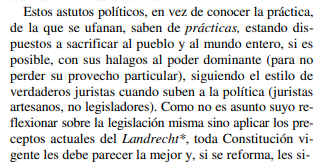 Estos astutos políticos, en vez de conocer la práctica,
de la que se ufanan, saben de prácticas, estando dis-
puestos a sacrificar al pueblo y al mundo entero, si es
posible, con sus halagos al poder dominante (para no
perder su provecho particular), siguiendo el estilo de
verdaderos juristas cuando suben a la política (juristas
artesanos, no legisladores). Como no es asunto suyo re-
flexionar sobre la legislación misma sino aplicar los pre-
ceptos actuales del Landrecht*, toda Constitución vi-
gente les debe parecer la mejor y, si se reforma, les si-